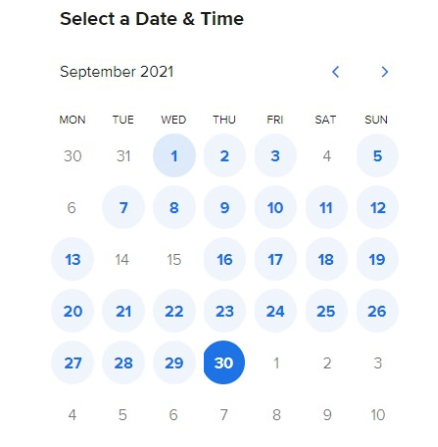 Select a Date & Time
September 2021
MON TUE WED THU FRI SAT SUN
30 31 1 2 3 4 5
6 7 8 9 10 11 12
13 14 15 16 17 18 19
20 21 22 23 24 25 26
27 28 29 30 1 2 3
4 5 6 7 8 9 10